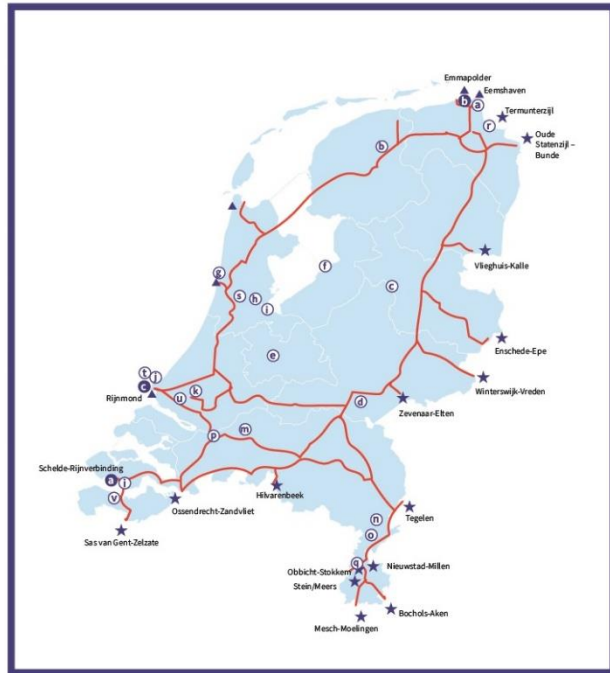 Emmapolder
Eemshaven
b
a
Termunterzijl
r
Oude
Statenzijl –
Bunde
b
Vlieghuis-Kalle
f
g
c
s
h
i
Enschede-Epe
e
Winterswijk-Vreden
t
j
c
k
u
Rijnmond
d
Zevenaar-Elten
m
p
Schelde-Rijnverbinding
a
i
v
Hilvarenbeek
Ossendrecht-Zandvliet
Tegelen
n
o
Sas van Gent-Zelzate
q
Obbicht-Stokkem
Nieuwstad-Millen
Stein/Meers
Bochols-Aken
Mesch-Moelingen